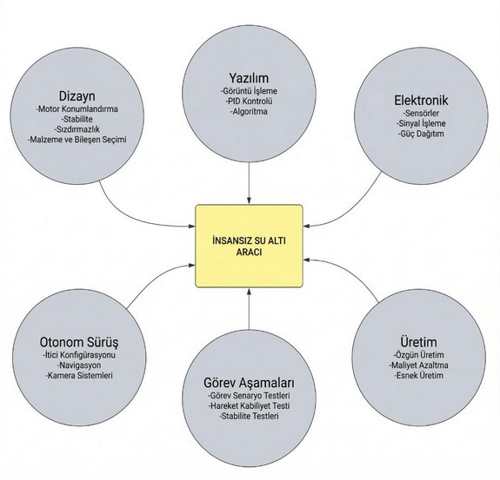 Dizayn
-Motor Konumlandırma
-Stabilite
-Sızdırmazlık
-Malzeme ve Bileşen Seçimi
Yazılım
-Görüntü İşleme
-PID Kontrolü
-Algoritma
Elektronik
-Sensörler
-Sinyal İşleme
-Güç Dağıtım
İNSANSIZ SU ALTI
ARACI
Otonom Sürüş
-İtici Konfigürasyonu
-Navigasyon
-Kamera Sistemleri
Görev Aşamaları
-Görev Senaryo Testleri
-Hareket Kabiliyet Testi
-Stabilite Testleri
Üretim
-Özgün Üretim
-Maliyet Azaltma
-Esnek Üretim